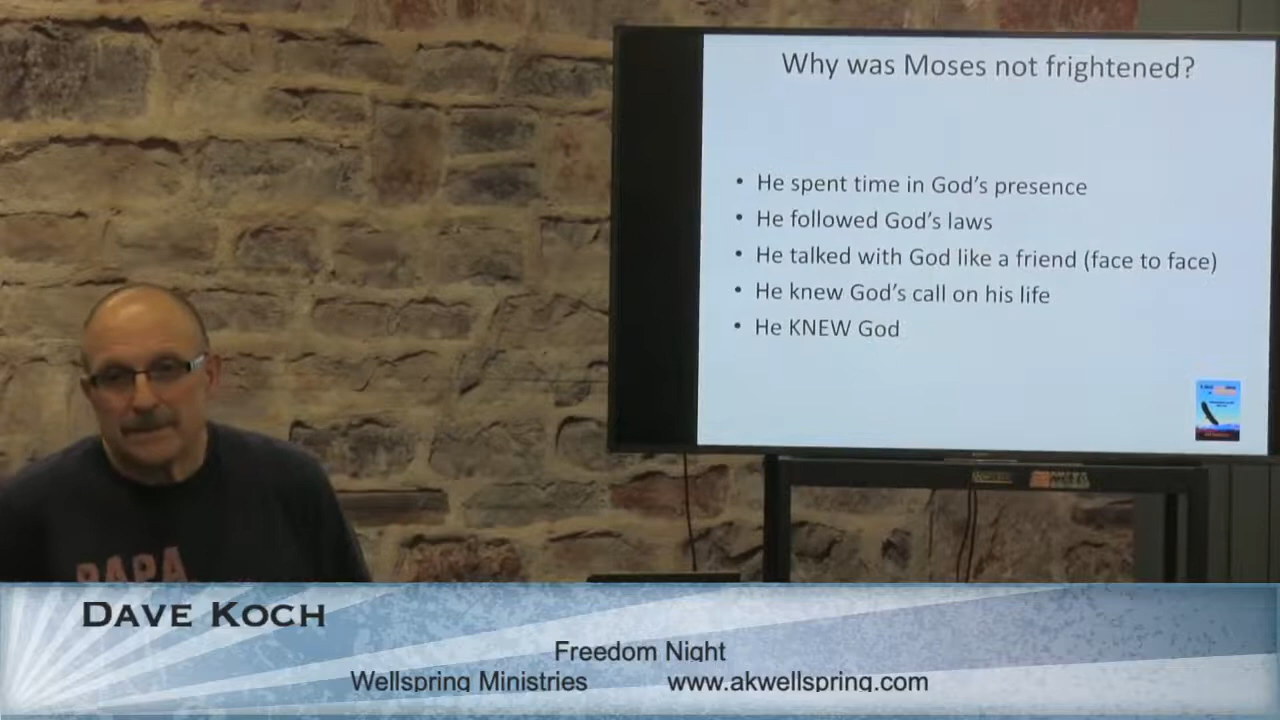 Why was Moses not frightened?
• He spent time in God's presence
• He followed God's laws
• He talked with God like a friend (face to face)
• He knew God's call on his life
• He KNEW God
PAPA
DAVE KOCH
Freedom Night
Wellspring Ministries www.akwellspring.com